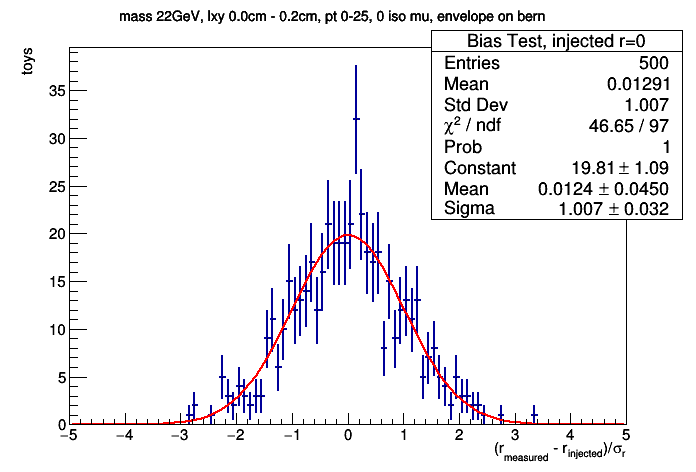 mass 22GeV, lxy 0.0cm - 0.2cm, pt 0-25, 0 iso mu, envelope on bern
toys
Bias Test, injected r=0
Entries 500
Mean 0.01291
Std Dev 1.007
χ² / ndf 46.65 / 97
Prob 1
Constant 19.81 ± 1.09
Mean 0.0124 ± 0.0450
Sigma 1.007 ± 0.032
35
30
25
20
15
10
5
0
−5 −4 −3 −2 −1 0 1 2 3 4 5
(r_measured - r_injected)/σ_r